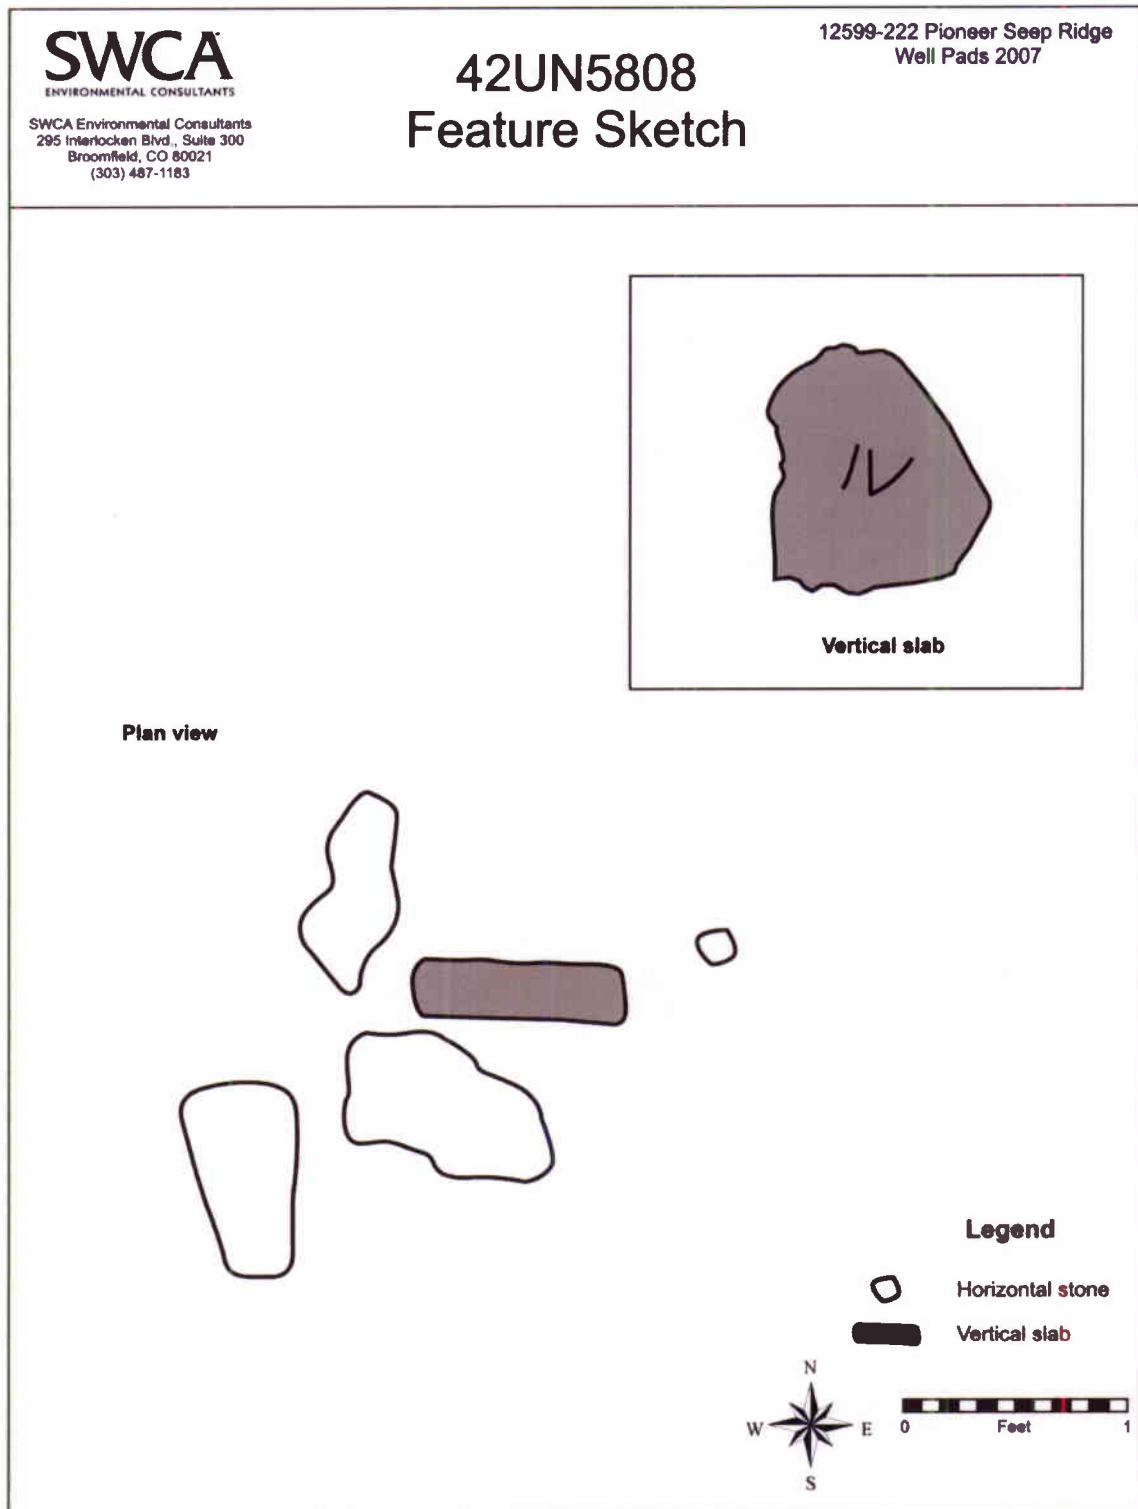 SWCA
ENVIRONMENTAL CONSULTANTS
SWCA Environmental Consultants
295 Interlocken Blvd., Suite 300
Broomfield, CO 80021
(303) 487-1183
42UN5808
Feature Sketch
12599-222 Pioneer Seep Ridge
Well Pads 2007
Vertical slab
Plan view
Legend
Horizontal stone
Vertical slab
N
W E
S
0 Feet 1